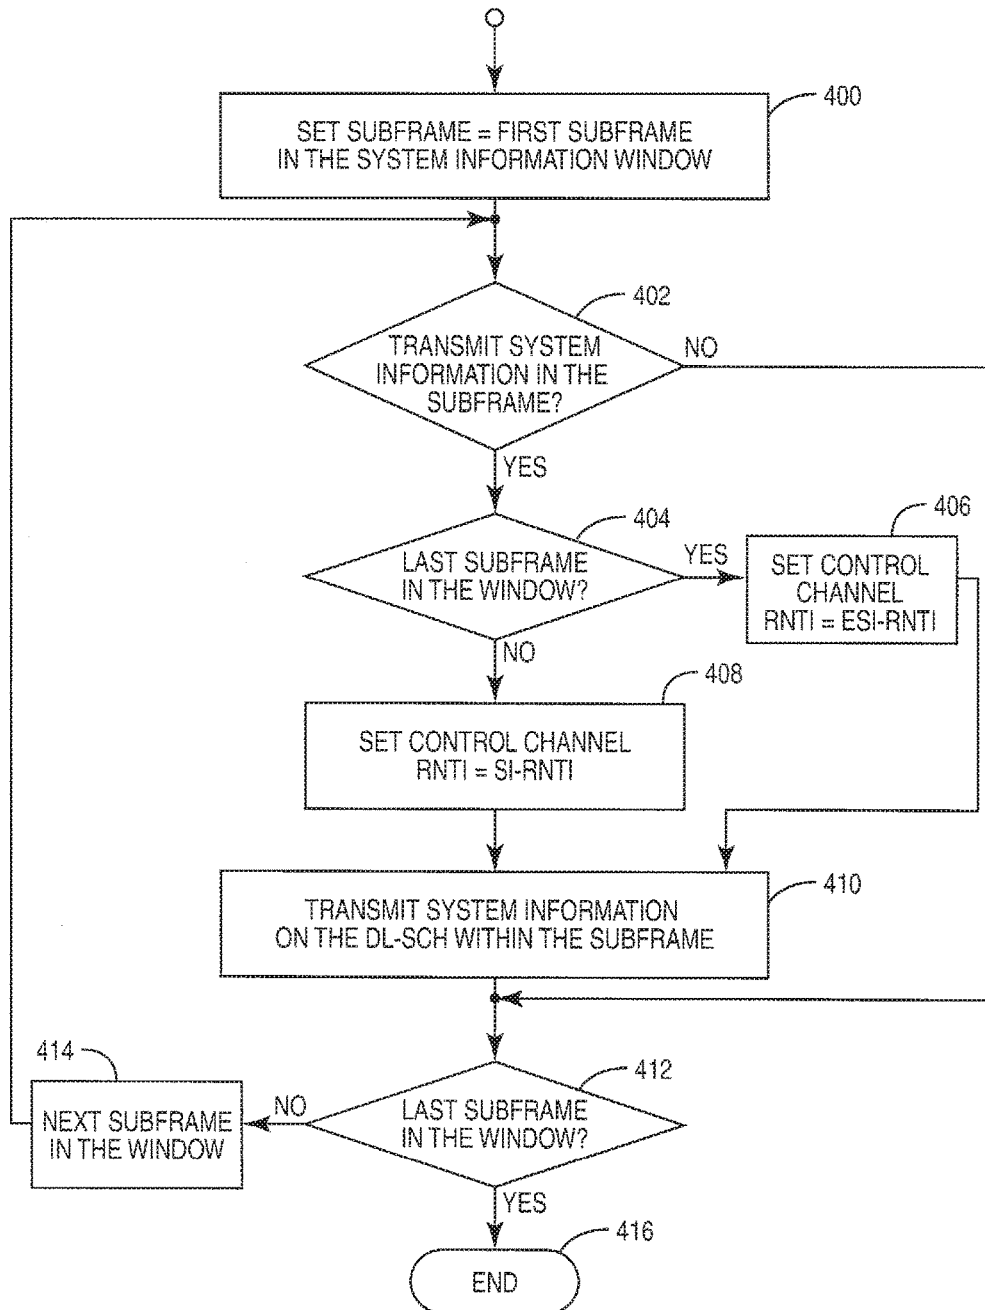 400
SET SUBFRAME = FIRST SUBFRAME
IN THE SYSTEM INFORMATION WINDOW
402
TRANSMIT SYSTEM
INFORMATION IN THE
SUBFRAME?
NO
YES
404
LAST SUBFRAME
IN THE WINDOW?
YES
406
SET CONTROL
CHANNEL
RNTI = ESI-RNTI
NO
408
SET CONTROL CHANNEL
RNTI = SI-RNTI
410
TRANSMIT SYSTEM INFORMATION
ON THE DL-SCH WITHIN THE SUBFRAME
412
LAST SUBFRAME
IN THE WINDOW?
NO
414
NEXT SUBFRAME
IN THE WINDOW
YES
416
END